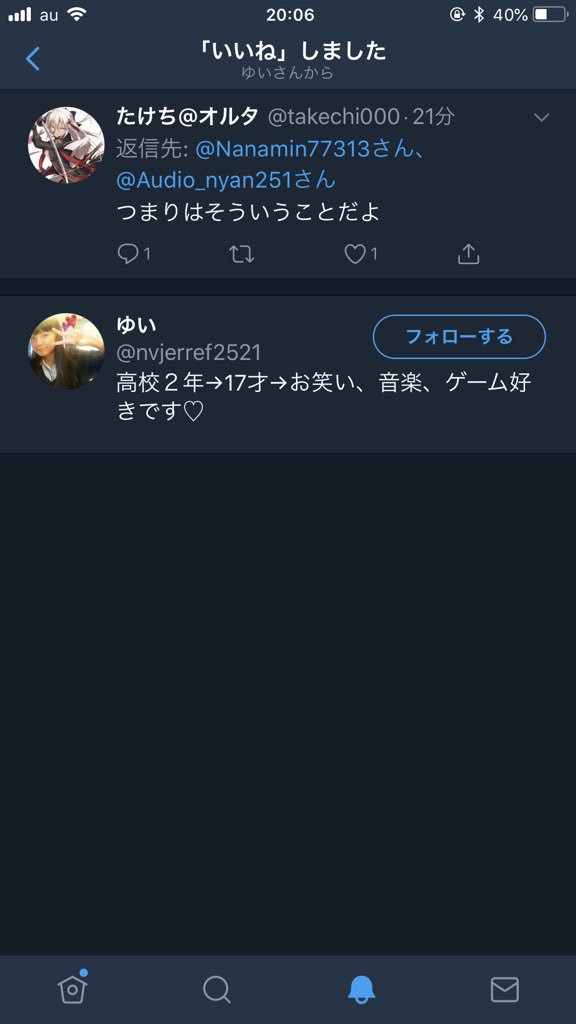 au 20:06 40%
「いいね」しました
ゆいさんから
たけち@オルタ @takechi000・21分
返信先: @Nanamin77313さん、
@Audio_nyan251さん
つまりはそういうことだよ
1 1
ゆい
フォローする
@nvjerref2521
高校２年→17才→お笑い、音楽、ゲーム好
きです♡